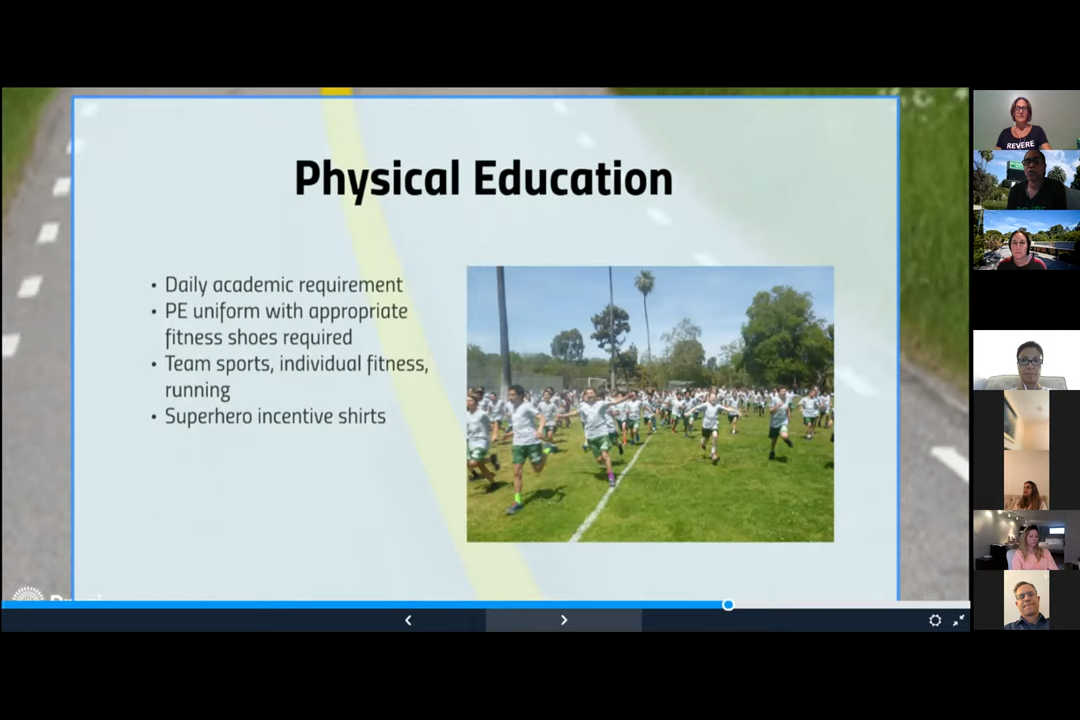 Physical Education
• Daily academic requirement
• PE uniform with appropriate
fitness shoes required
• Team sports, individual fitness,
running
• Superhero incentive shirts
REVERE